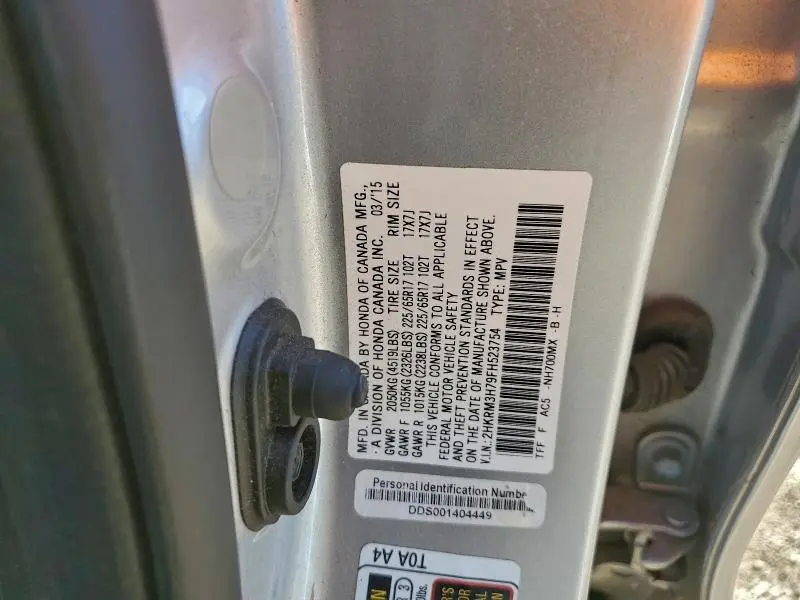 MFD. IN CANADA BY HONDA OF CANADA MFG.,
A DIVISION OF HONDA CANADA INC. 03/15
GVWR 2050KG(4519LBS) TIRE SIZE RIM SIZE
GAWR F 1055KG(2326LBS) 225/65R17 102T 17X7J
GAWR R 1015KG(2238LBS) 225/65R17 102T 17X7J
THIS VEHICLE CONFORMS TO ALL APPLICABLE
FEDERAL MOTOR VEHICLE SAFETY
AND THEFT PREVENTION STANDARDS IN EFFECT
ON THE DATE OF MANUFACTURE SHOWN ABOVE.
V.I.N.: 2HKRM3H79FH523754 TYPE: MPV
TFF F AC5 -NH700MX -B-H
Personal Identification Numbe
DDS001404449
T0A A4